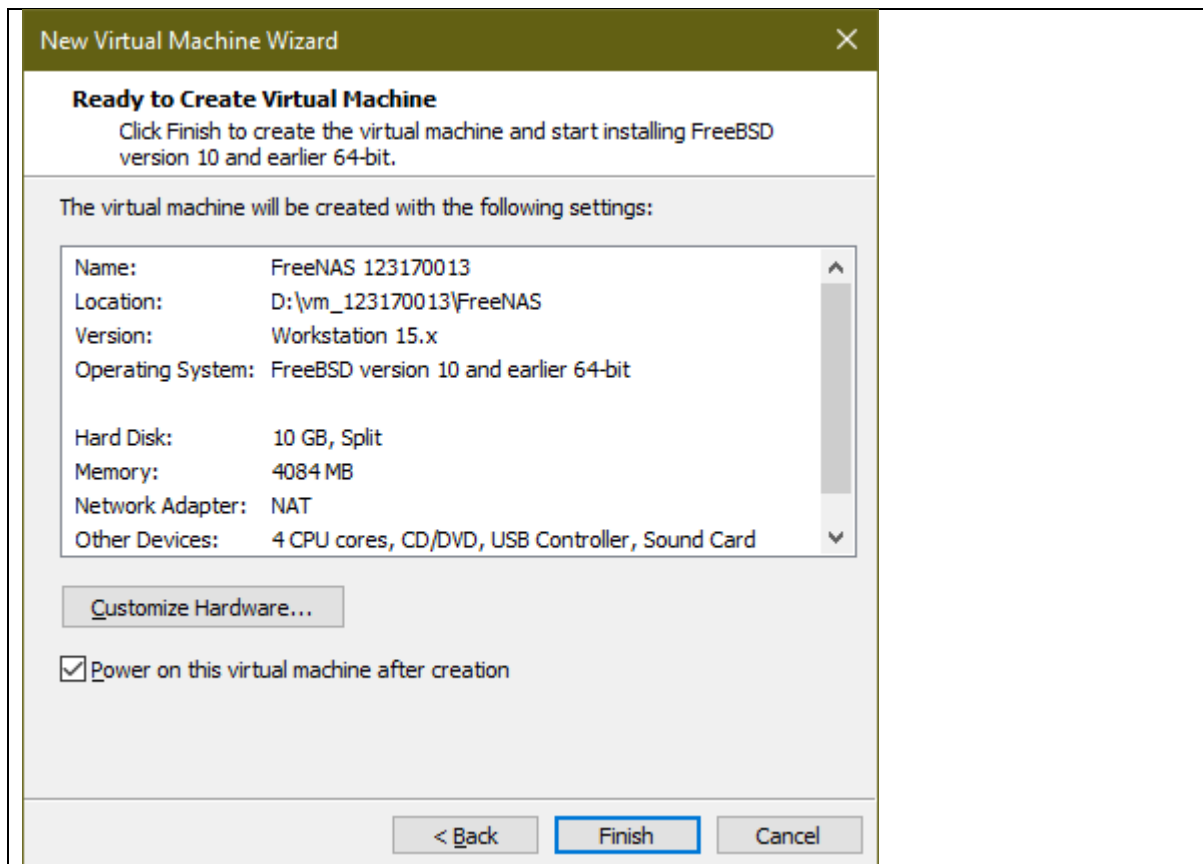 New Virtual Machine Wizard
Ready to Create Virtual Machine
Click Finish to create the virtual machine and start installing FreeBSD
version 10 and earlier 64-bit.
The virtual machine will be created with the following settings:
Name: FreeNAS 123170013
Location: D:\vm_123170013\FreeNAS
Version: Workstation 15.x
Operating System: FreeBSD version 10 and earlier 64-bit
Hard Disk: 10 GB, Split
Memory: 4084 MB
Network Adapter: NAT
Other Devices: 4 CPU cores, CD/DVD, USB Controller, Sound Card
Customize Hardware...
Power on this virtual machine after creation
< Back Finish Cancel